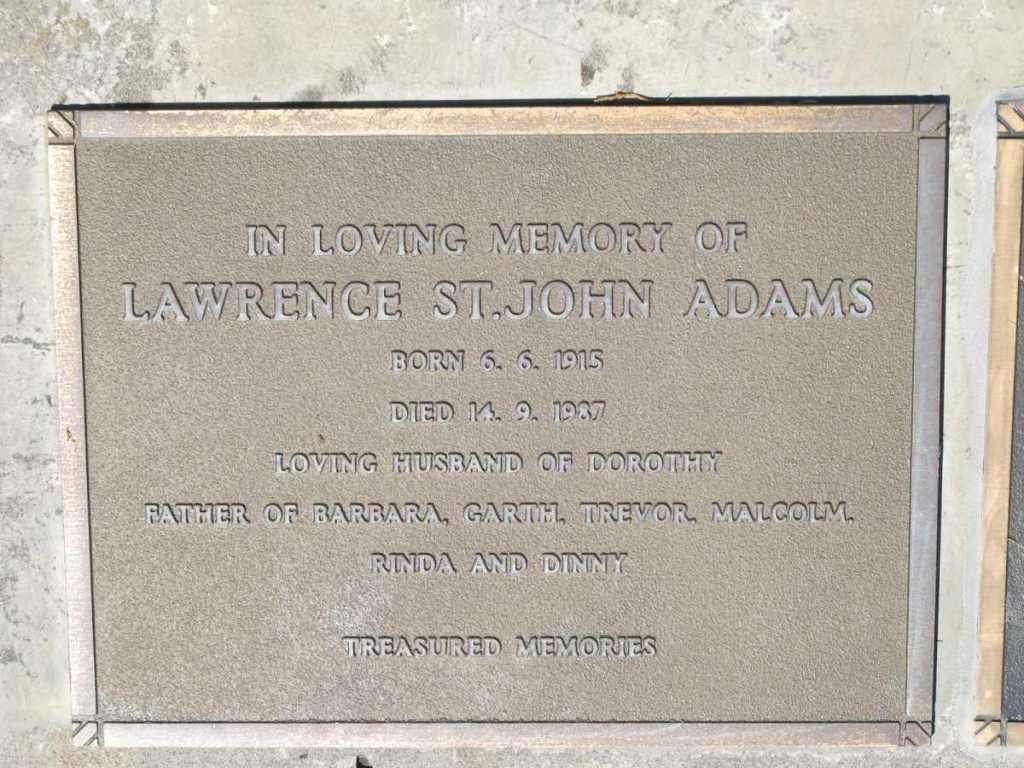 IN LOVING MEMORY OF
LAWRENCE ST.JOHN ADAMS
BORN 6. 6. 1915
DIED 14. 9. 1987
LOVING HUSBAND OF DOROTHY
FATHER OF BARBARA, GARTH, TREVOR, MALCOLM,
RINDA AND DINNY
TREASURED MEMORIES